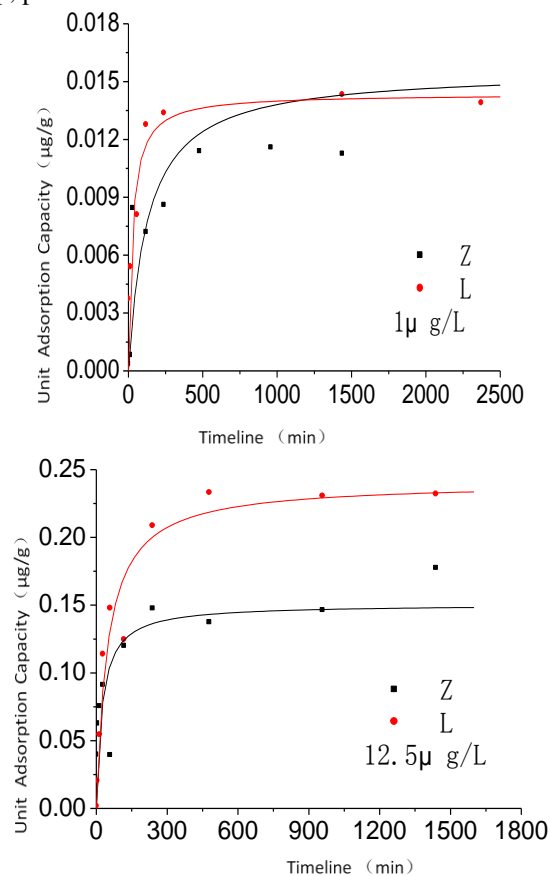 0.018
0.015
0.012
0.009
0.006
0.003
0.000
Unit Adsorption Capacity（μg/g）
Z
L
1μ g/L
0 500 1000 1500 2000 2500
Timeline （min）
0.25
0.20
0.15
0.10
0.05
0.00
Unit Adsorption Capacity（μg/g）
Z
L
12.5μ g/L
0 300 600 900 1200 1500 1800
Timeline （min）